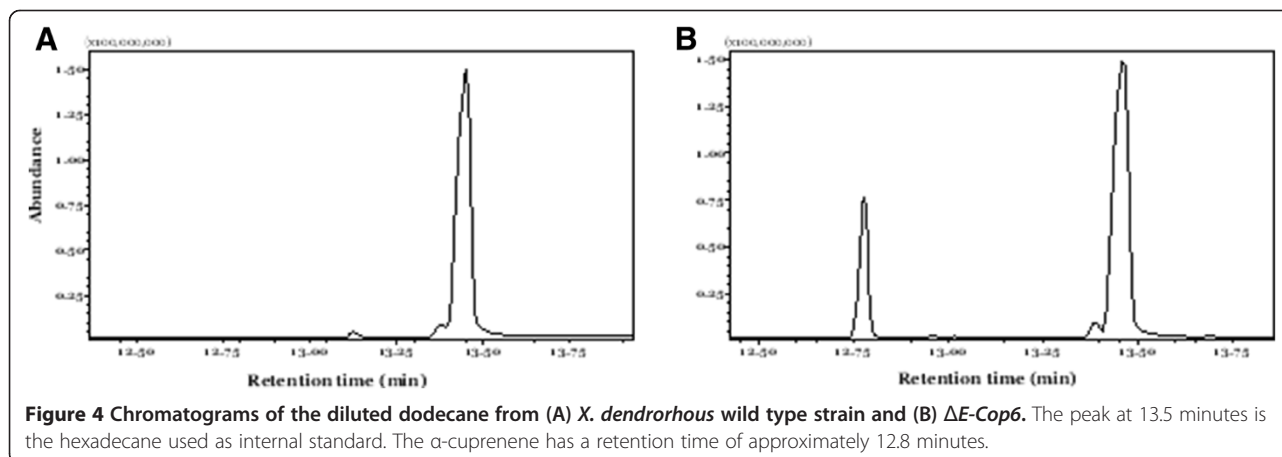 A
(x100,000,000)
1.50
1.25
1.00
0.75
0.50
0.25
Abundance
12.50 12.75 13.00 13.25 13.50 13.75
Retention time (min)
B
(x100,000,000)
1.50
1.25
1.00
0.75
0.50
0.25
12.50 12.75 13.00 13.25 13.50 13.75
Retention time (min)
Figure 4 Chromatograms of the diluted dodecane from (A) X. dendrorhous wild type strain and (B) ΔE-Cop6. The peak at 13.5 minutes is
the hexadecane used as internal standard. The α-cuprenene has a retention time of approximately 12.8 minutes.